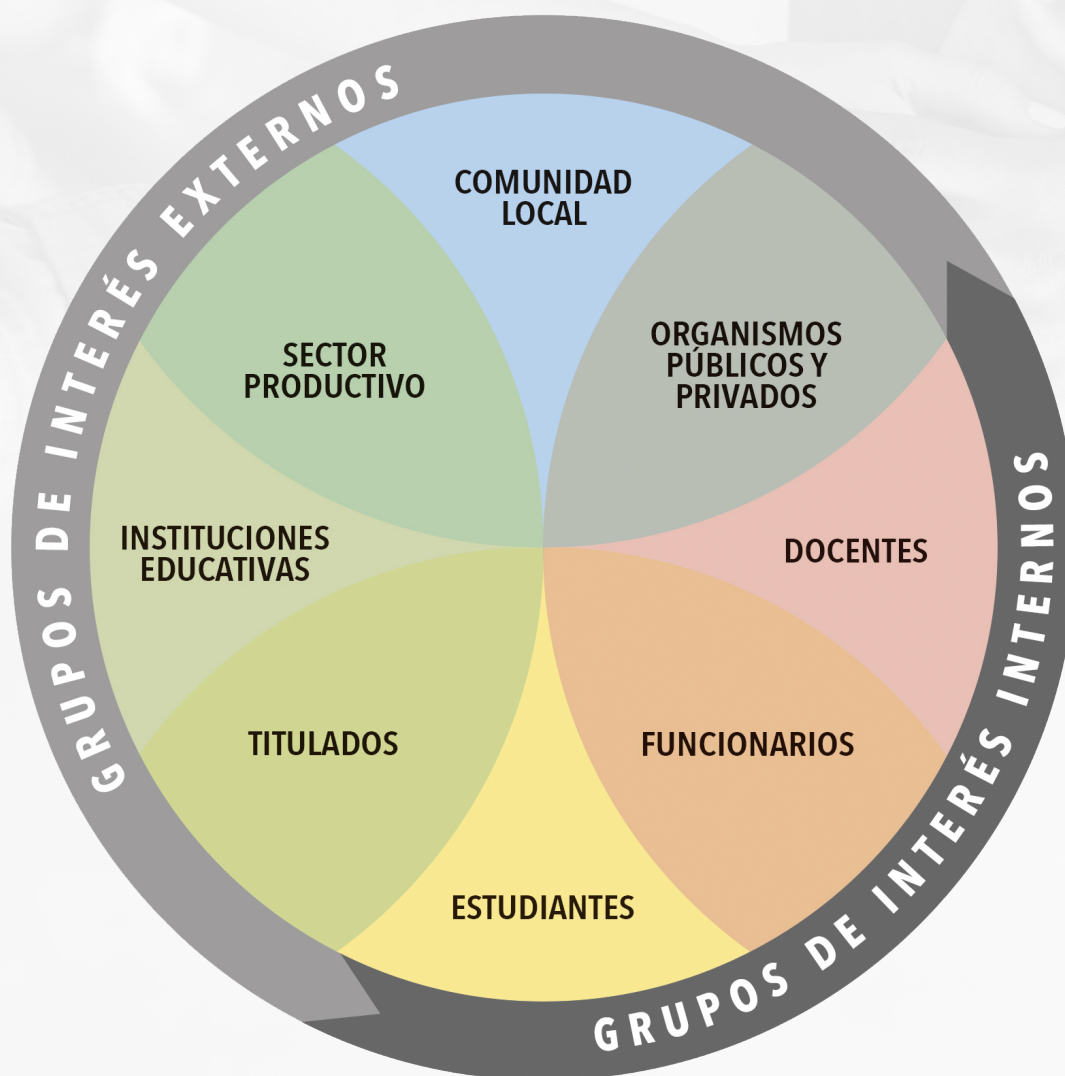 GRUPOS DE INTERÉS EXTERNOS
COMUNIDAD
LOCAL
SECTOR
PRODUCTIVO
ORGANISMOS
PÚBLICOS Y
PRIVADOS
INSTITUCIONES
EDUCATIVAS
DOCENTES
TITULADOS
FUNCIONARIOS
ESTUDIANTES
GRUPOS DE INTERÉS INTERNOS